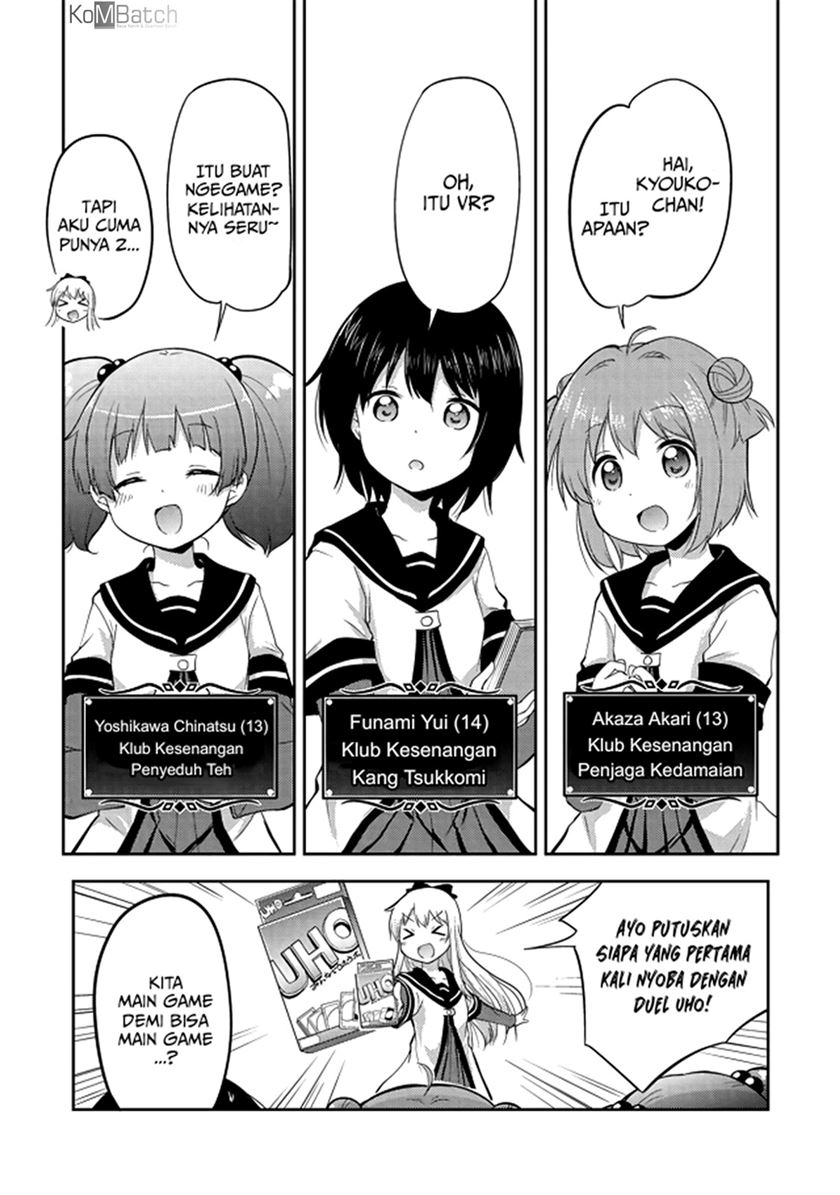 KoMBatch
HAI,
KYOUKO-
CHAN!
ITU
APAAN?
OH,
ITU VR?
ITU BUAT
NGEGAME?
KELIHATAN-
NYA SERU~
TAPI
AKU CUMA
PUNYA 2...
Akaza Akari (13)
Klub Kesenangan
Penjaga Kedamaian
Funami Yui (14)
Klub Kesenangan
Kang Tsukkomi
Yoshikawa Chinatsu (13)
Klub Kesenangan
Penyeduh Teh
AYO PUTUSKAN
SIAPA YANG PERTAMA
KALI NYOBA DENGAN
DUEL UHO!
UHO
UHO
UHO
KITA
MAIN GAME
DEMI BISA
MAIN GAME
...?